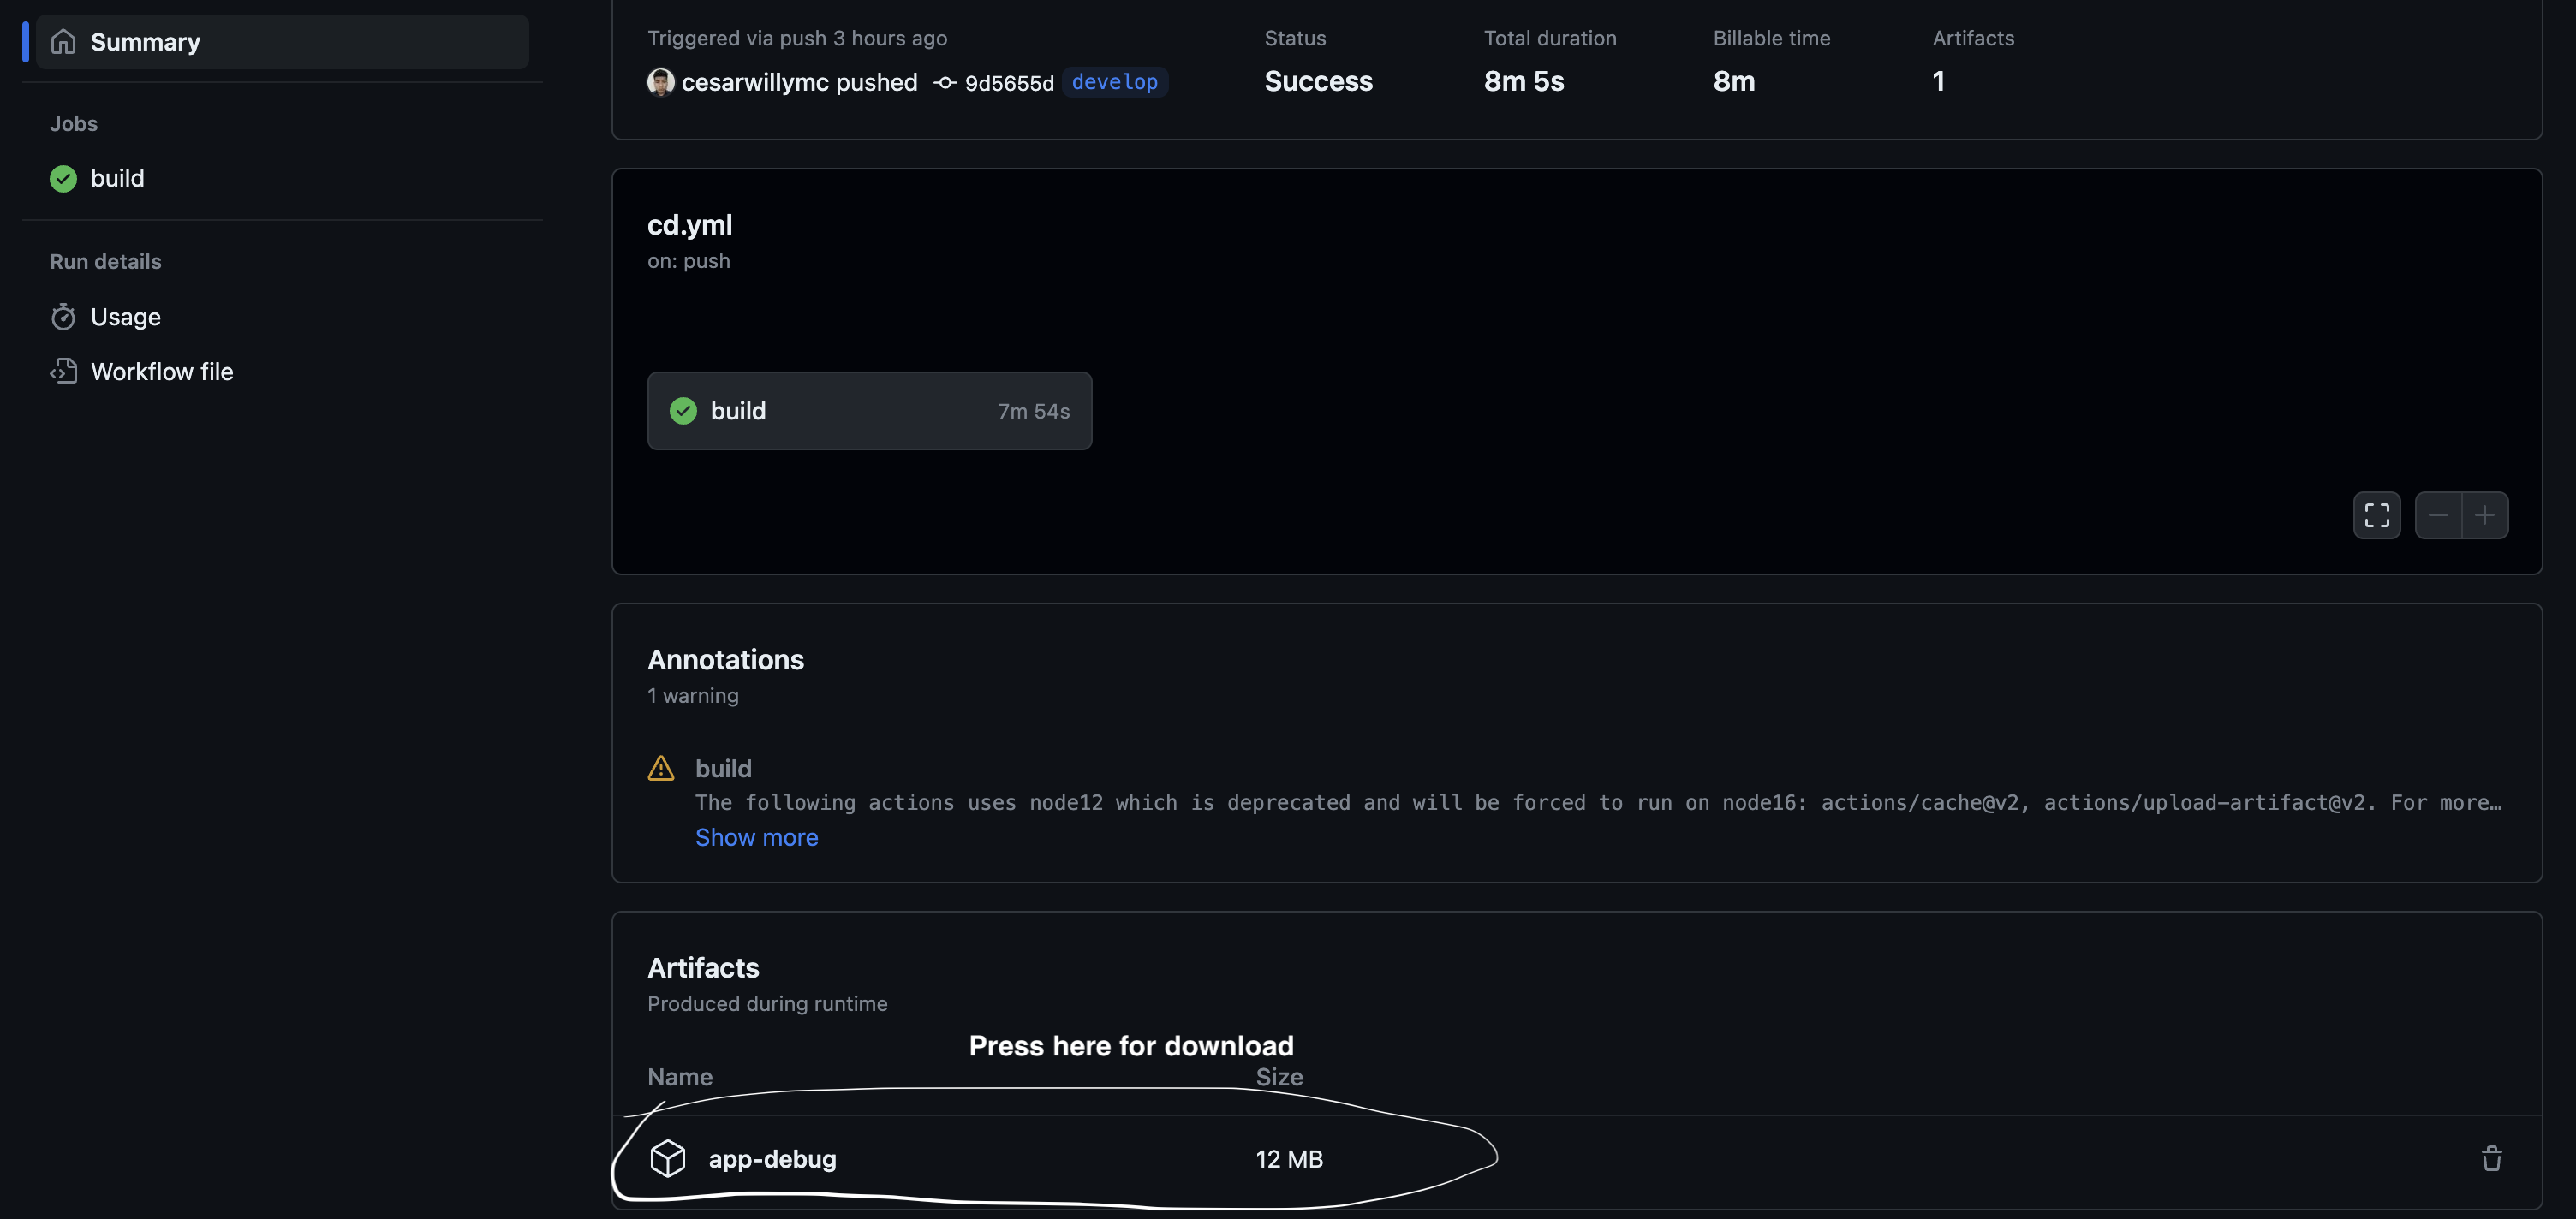 Summary
Jobs
build
Run details
Usage
Workflow file
Triggered via push 3 hours ago
cesarwillymc pushed 9d5655d develop
Status
Success
Total duration
8m 5s
Billable time
8m
Artifacts
1
cd.yml
on: push
build 7m 54s
Annotations
1 warning
build
The following actions uses node12 which is deprecated and will be forced to run on node16: actions/cache@v2, actions/upload-artifact@v2. For more…
Show more
Artifacts
Produced during runtime
Press here for download
Name Size
app-debug 12 MB